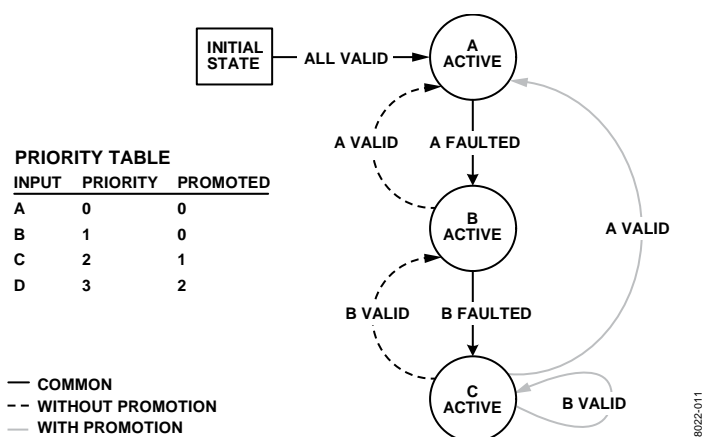 INITIAL
STATE
ALL VALID
A
ACTIVE
A VALID
A FAULTED
PRIORITY TABLE
INPUT PRIORITY PROMOTED
A 0 0
B 1 0
C 2 1
D 3 2
B
ACTIVE
A VALID
B VALID
B FAULTED
C
ACTIVE
B VALID
COMMON
WITHOUT PROMOTION
WITH PROMOTION
8022-011